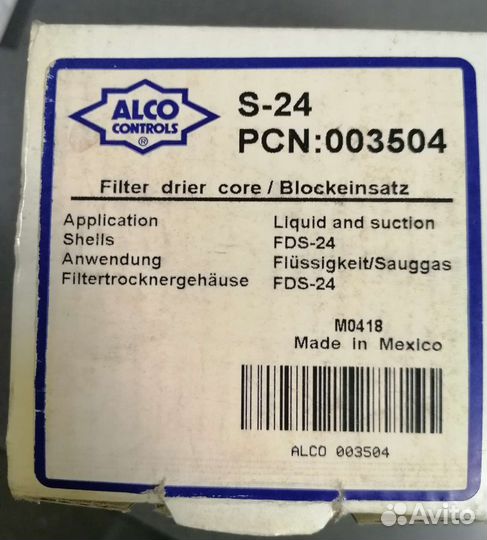 ALCO
CONTROLS
®
S-24
PCN:003504
Filter drier core / Blockeinsatz
Application Liquid and suction
Shells FDS-24
Anwendung Flüssigkeit/Sauggas
Filtertrocknergehäuse FDS-24
M0418
Made in Mexico
ALCO 003504
Avito